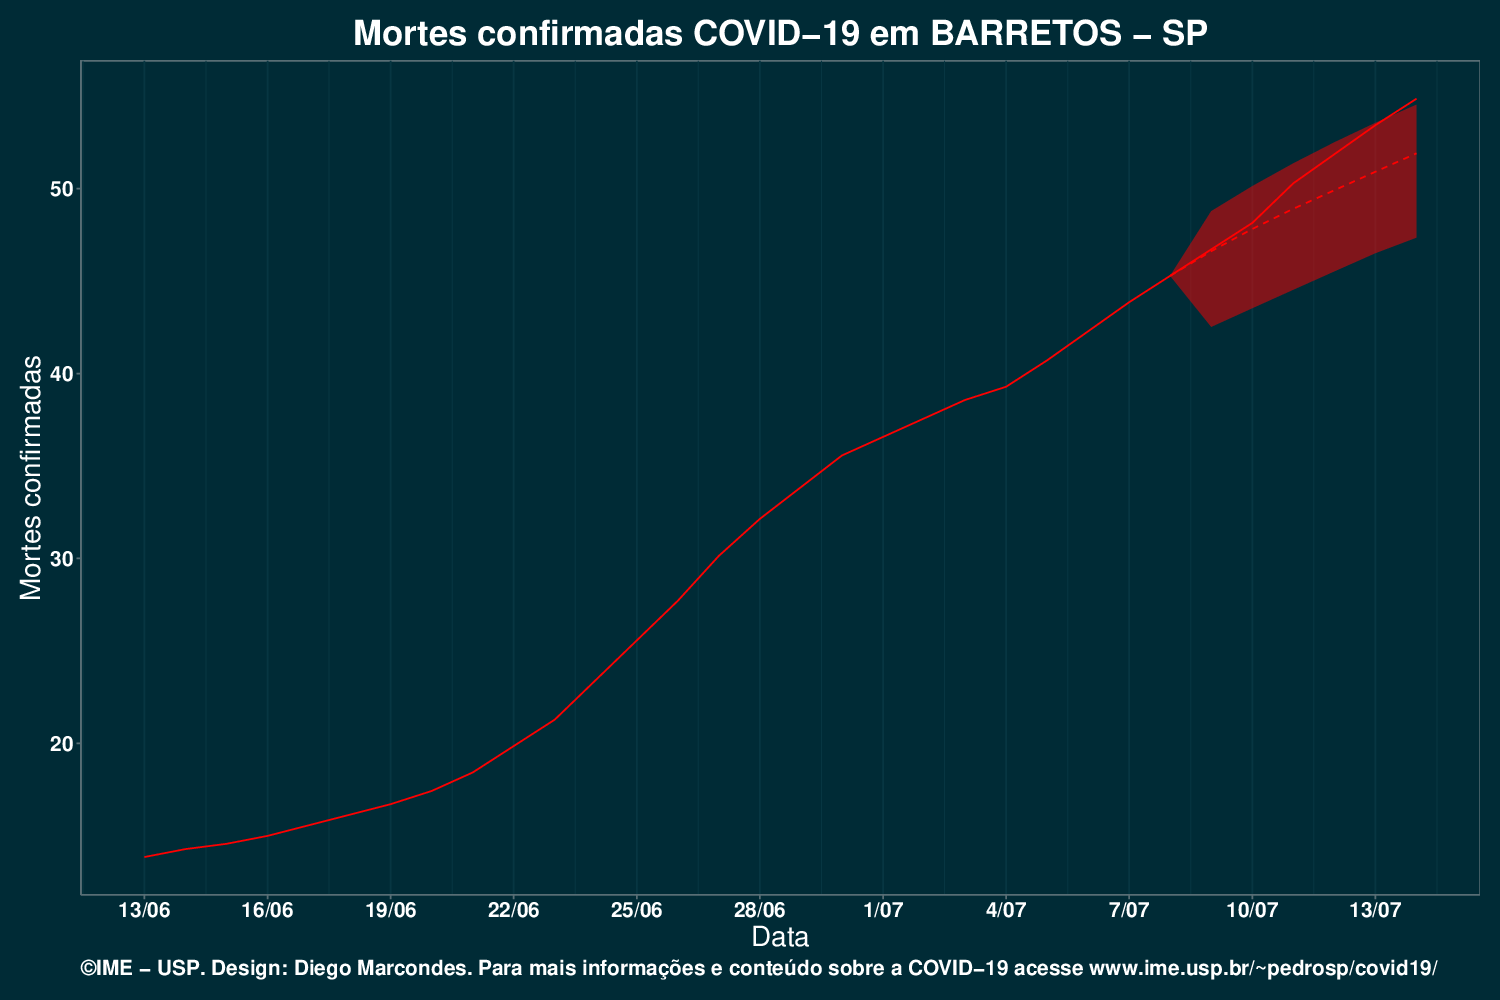 Mortes confirmadas COVID−19 em BARRETOS − SP
Mortes confirmadas
50
40
30
20
13/06 16/06 19/06 22/06 25/06 28/06 1/07 4/07 7/07 10/07 13/07
Data
©IME − USP. Design: Diego Marcondes. Para mais informações e conteúdo sobre a COVID−19 acesse www.ime.usp.br/~pedrosp/covid19/